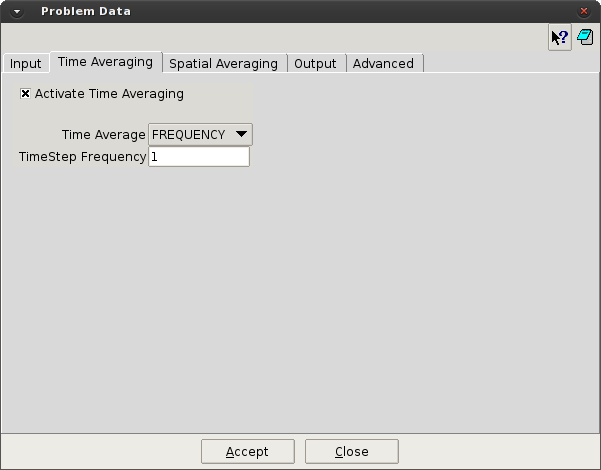 Problem Data
?
Input Time Averaging Spatial Averaging Output Advanced
Activate Time Averaging
Time Average FREQUENCY
TimeStep Frequency 1
Accept Close